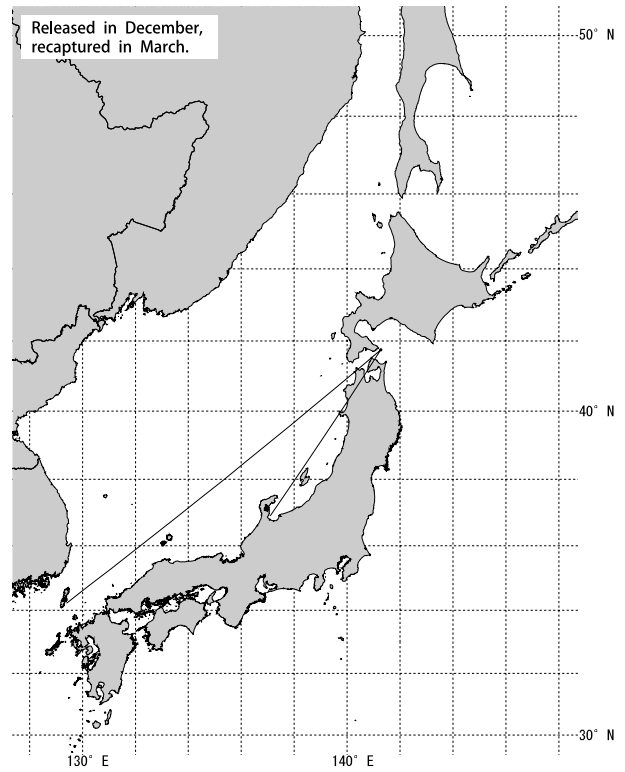 Released in December,
recaptured in March.
50° N
40° N
30° N
130° E
140° E